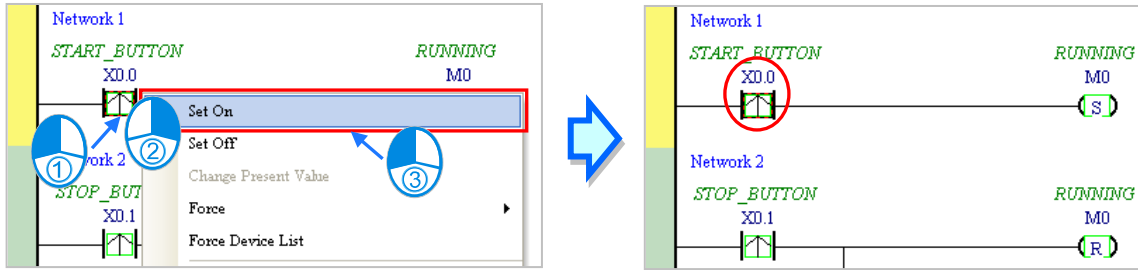 Network 1
START_BUTTON RUNNING
X0.0 M0
Set On
① ② ③
Set Off
Change Present Value
Force
Force Device List
work 2
STOP_BUT
X0.1
Network 1
START_BUTTON RUNNING
X0.0 M0
S
Network 2
STOP_BUTTON RUNNING
X0.1 M0
R